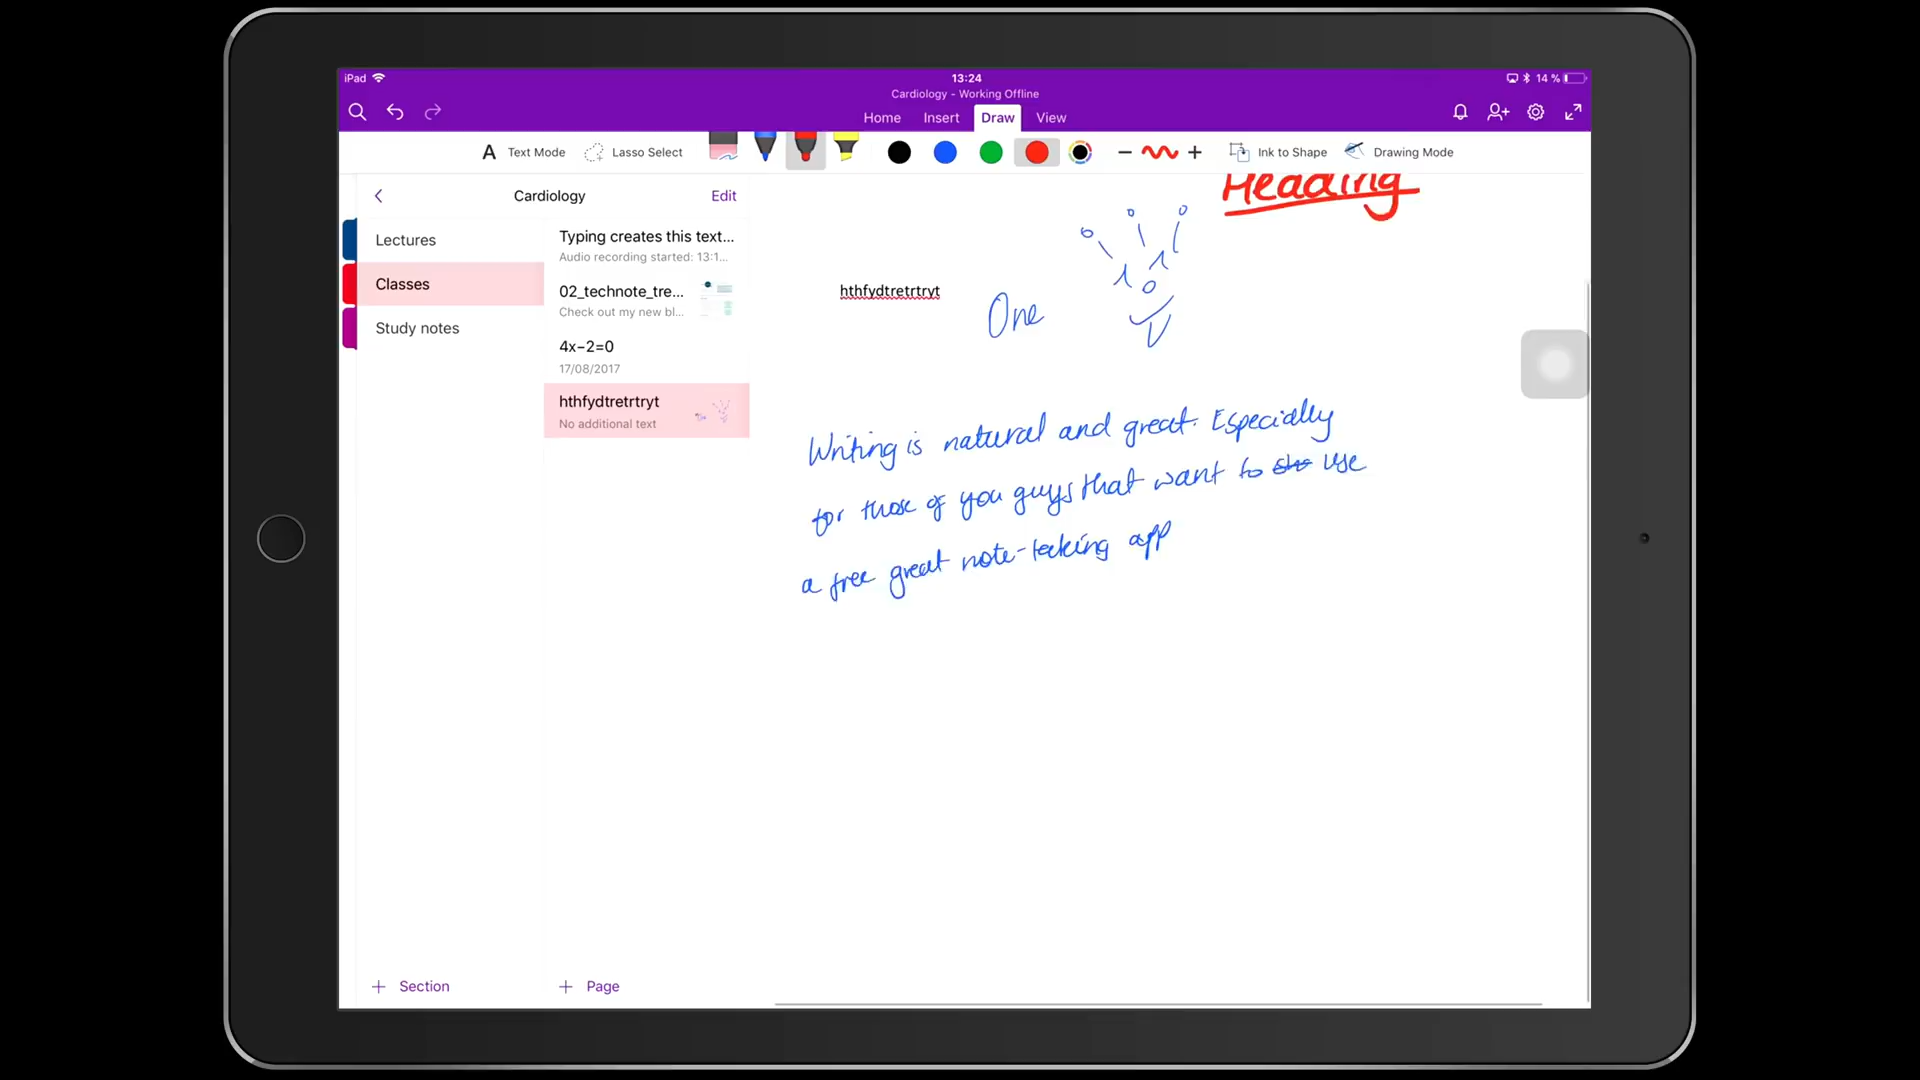 iPad 13:24 14 %
Cardiology - Working Offline
Home Insert Draw View
A Text Mode Lasso Select Ink to Shape Drawing Mode
Cardiology Edit
Heading
Lectures
Classes
Study notes
Typing creates this text...
Audio recording started: 13:1...
02_technote_tre...
Check out my new bl...
4x−2=0
17/08/2017
hthfydtretrtryt
No additional text
hthfydtretrtryt
One
Writing is natural and great. Especially
for those of you guys that want to use
a free great note-taking app
+ Section
+ Page